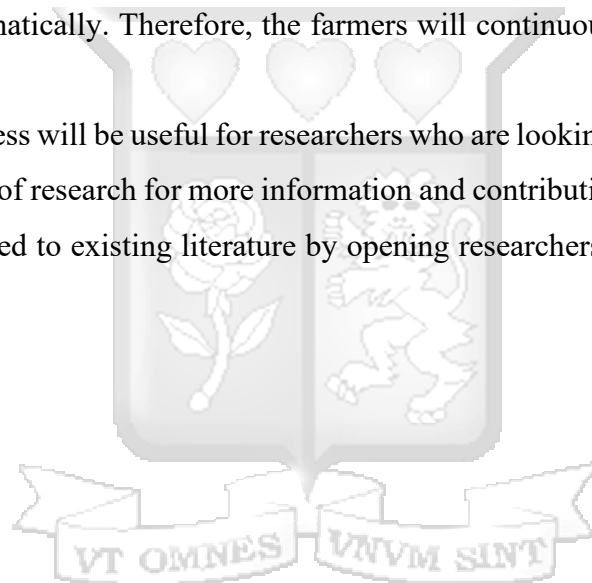 matically. Therefore, the farmers will continuou
ess will be useful for researchers who are lookin
of research for more information and contributi
ed to existing literature by opening researchers
VT OMNES VNVM SINT